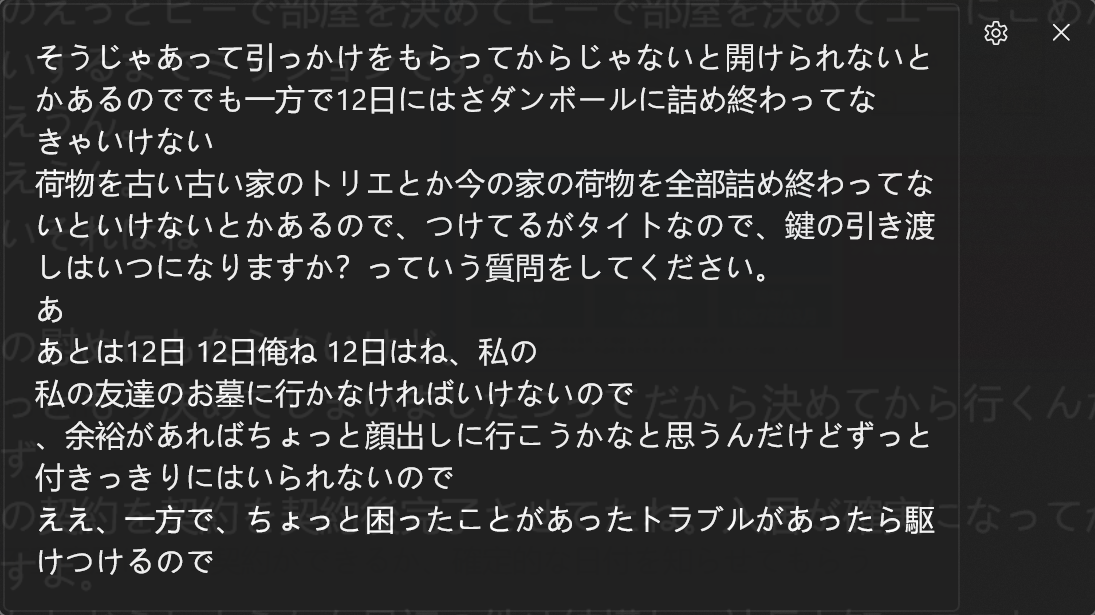 そうじゃあって引っかけをもらってからじゃないと開けられないと
かあるのででも一方で12日にはさダンボールに詰め終わってな
きゃいけない
荷物を古い古い家のトリエとか今の家の荷物を全部詰め終わってな
いといけないとかあるので、つけてるがタイトなので、鍵の引き渡
しはいつになりますか? っていう質問をしてください。
あ
あとは12日 12日俺ね 12日はね、私の
私の友達のお墓に行かなければいけないので
、余裕があればちょっと顔出しに行こうかなと思うんだけどずっと
付きっきりにはいられないので
ええ、一方で、ちょっと困ったことがあったトラブルがあったら駆
けつけるので